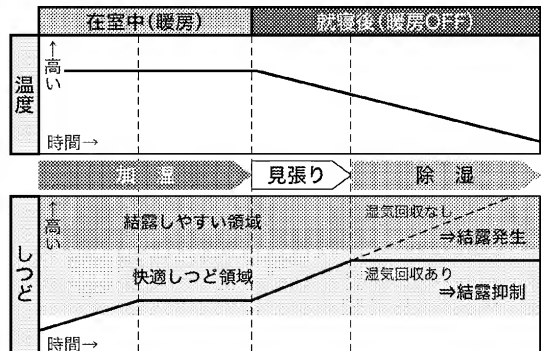 在室中(暖房)
就寝後(暖房OFF)
温度
↑高い
時間→
加湿
見張り
除湿
しつど
↑高い
結露しやすい領域
湿気回収なし
⇒結露発生
快適しつど領域
湿気回収あり
⇒結露抑制
時間→